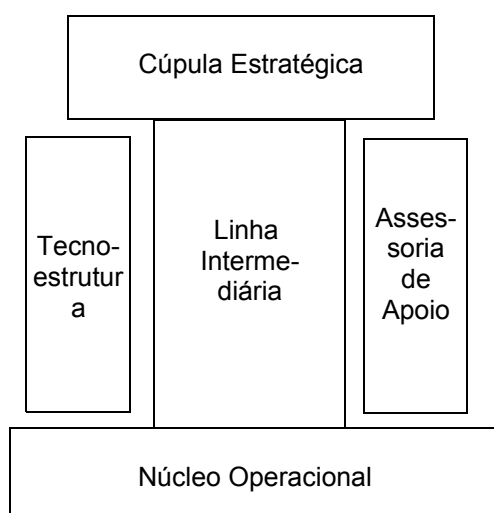 Cúpula Estratégica
Tecno-
estrutur
a
Linha
Interme-
diária
Asses-
soria
de
Apoio
Núcleo Operacional